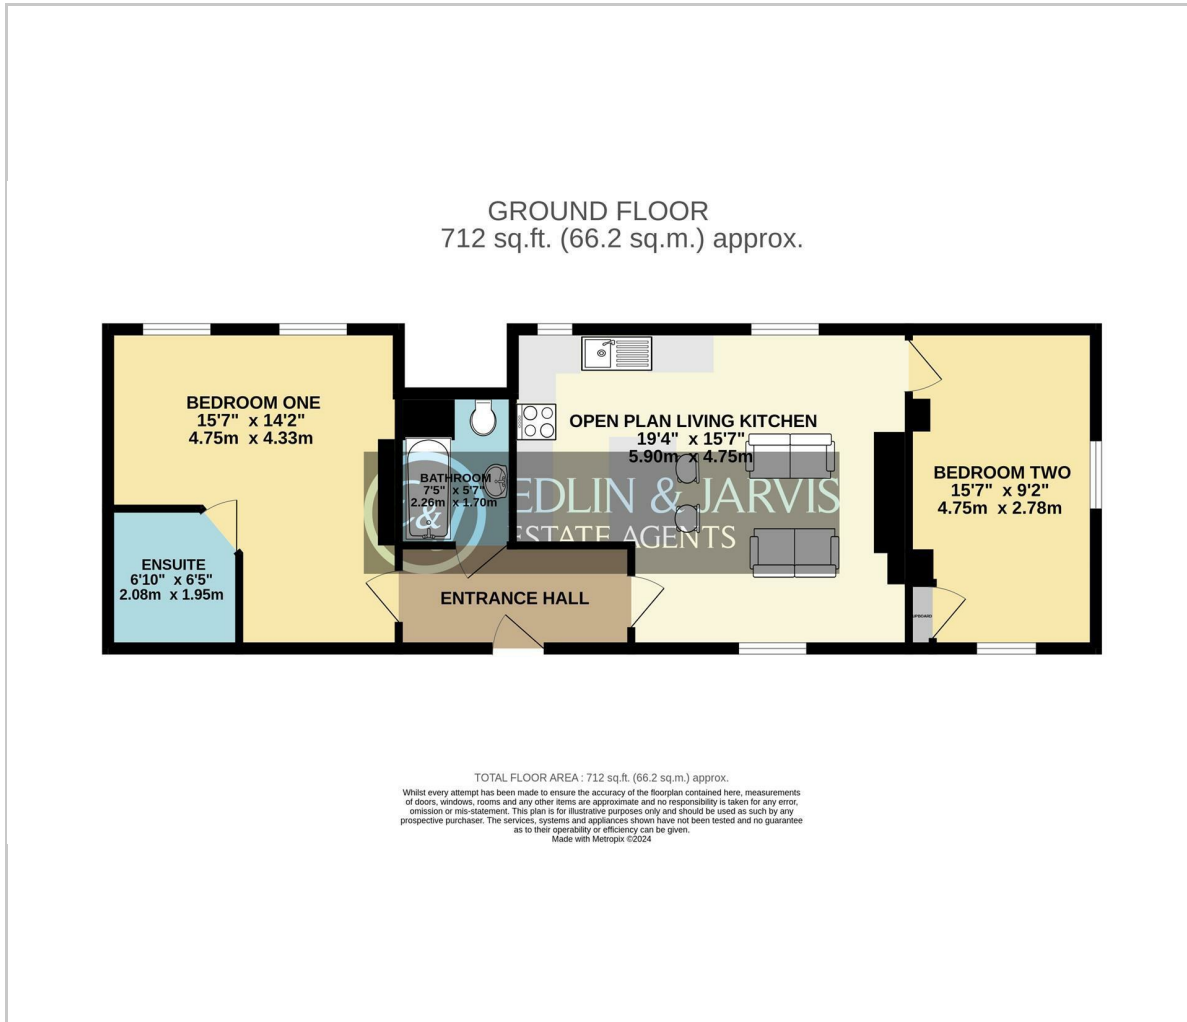 GROUND FLOOR
712 sq.ft. (66.2 sq.m.) approx.
BEDROOM ONE
15'7" x 14'2"
4.75m x 4.33m
OPEN PLAN LIVING KITCHEN
19'4" x 15'7"
5.90m x 4.75m
BEDROOM TWO
15'7" x 9'2"
4.75m x 2.78m
BATHROOM
7'5" x 5'7"
2.26m x 1.70m
&
EDLIN & JARVIS
ESTATE AGENTS
ENSUITE
6'10" x 6'5"
2.08m x 1.95m
ENTRANCE HALL
TOTAL FLOOR AREA : 712 sq.ft. (66.2 sq.m.) approx.
Whilst every attempt has been made to ensure the accuracy of the floorplan contained here, measurements
of doors, windows, rooms and any other items are approximate and no responsibility is taken for any error,
omission or mis-statement. This plan is for illustrative purposes only and should be used as such by any
prospective purchaser. The services, systems and appliances shown have not been tested and no guarantee
as to their operability or efficiency can be given.
Made with Metropix ©2024